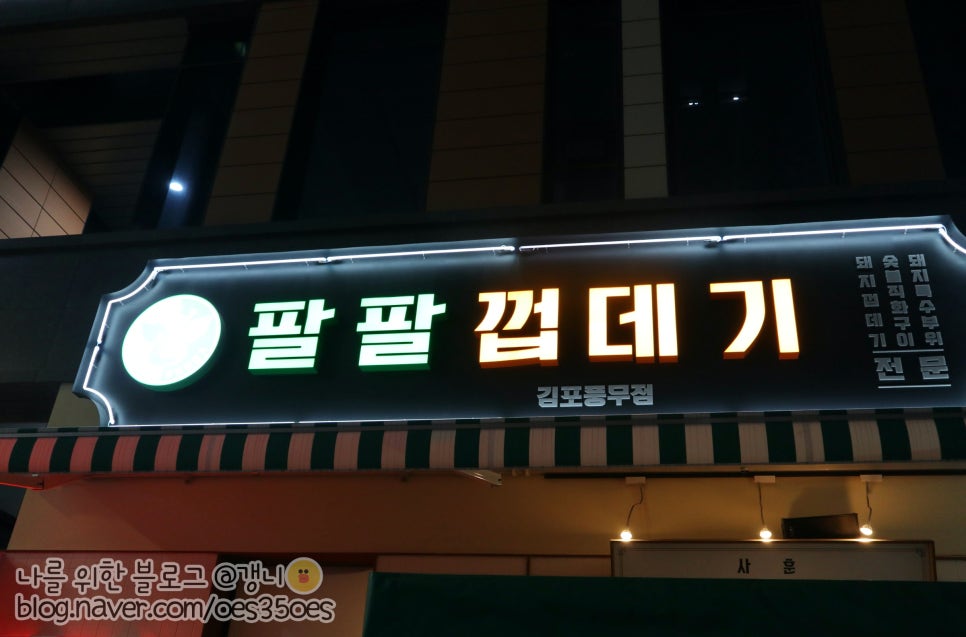 팔팔껍데기
김포풍무점
돼지특수부위
숯불직화구이
돼지껍데기
전문
사훈
나를 위한 블로그 @갱니
blog.naver.com/oes35oes